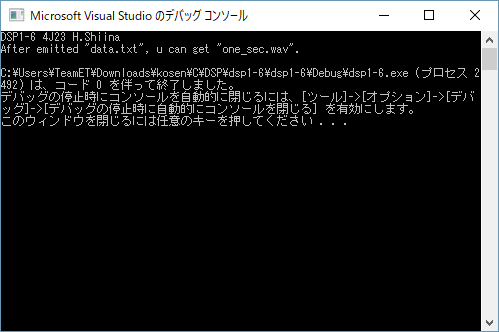 Microsoft Visual Studio のデバッグ コンソール
DSP1-6 4J23 H.Shiina
After emitted "data.txt", u can get "one_sec.wav".
C:¥Users¥TeamET¥Downloads¥kosen¥C¥DSP¥dsp1-6¥dsp1-6¥Debug¥dsp1-6.exe (プロセス 2
492) は、コード 0 を伴って終了しました。
デバッグの停止時にコンソールを自動的に閉じるには、[ツール]->[オプション]->[デバ
ッグ]->[デバッグの停止時に自動的にコンソールを閉じる] を有効にします。
このウィンドウを閉じるには任意のキーを押してください . . .